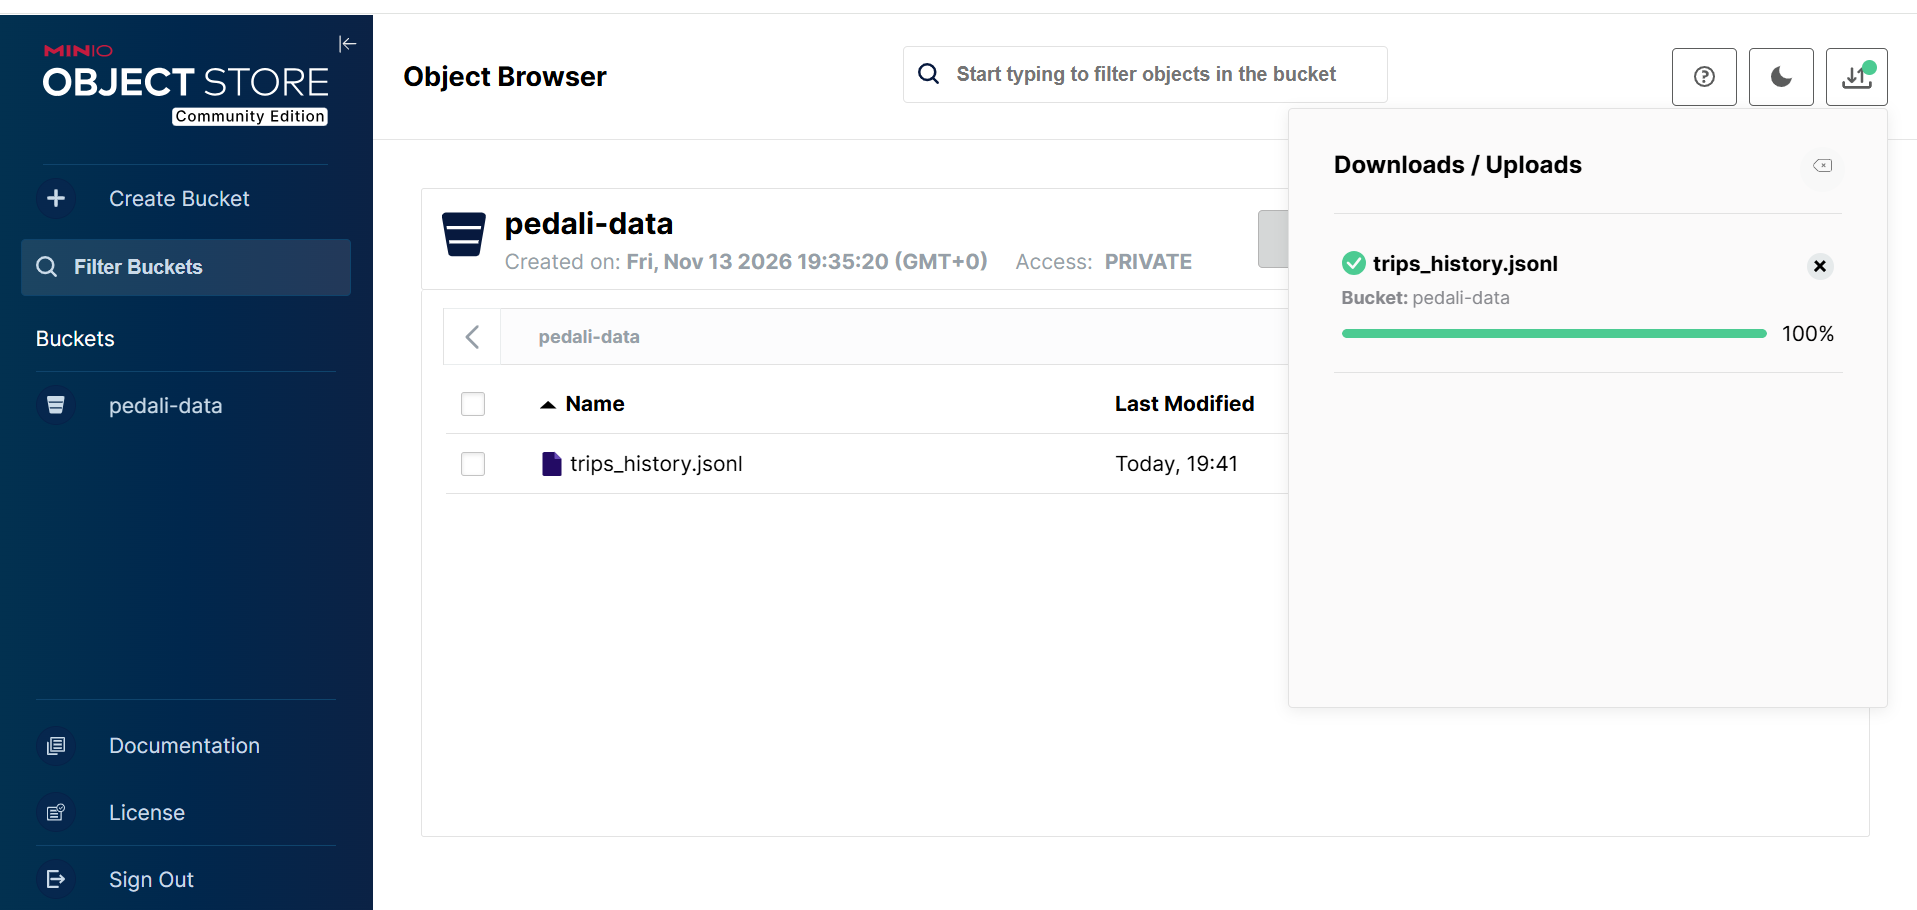 MINIO
OBJECT STORE
Community Edition
Create Bucket
Filter Buckets
Buckets
pedali-data
Documentation
License
Sign Out
Object Browser
Start typing to filter objects in the bucket
pedali-data
Created on: Fri, Nov 13 2026 19:35:20 (GMT+0) Access: PRIVATE
pedali-data
Name Last Modified
trips_history.jsonl Today, 19:41
Downloads / Uploads
trips_history.jsonl
Bucket: pedali-data
100%